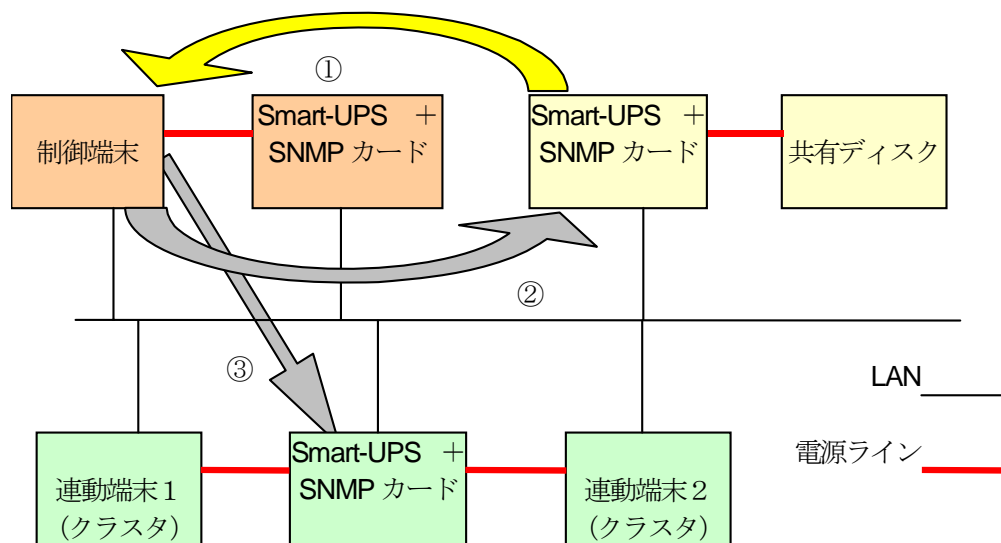 ①
制御端末
Smart-UPS ＋
SNMP カード
Smart-UPS ＋
SNMP カード
共有ディスク
②
③
LAN
電源ライン
連動端末１
（クラスタ）
Smart-UPS ＋
SNMP カード
連動端末２
（クラスタ）